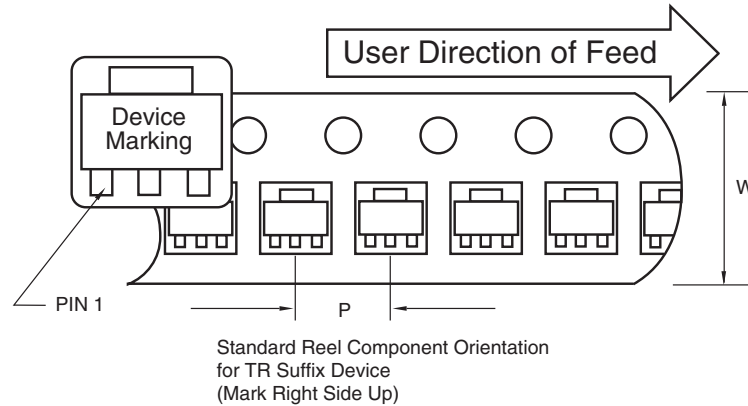 User Direction of Feed
Device
Marking
W
PIN 1
P
Standard Reel Component Orientation
for TR Suffix Device
(Mark Right Side Up)